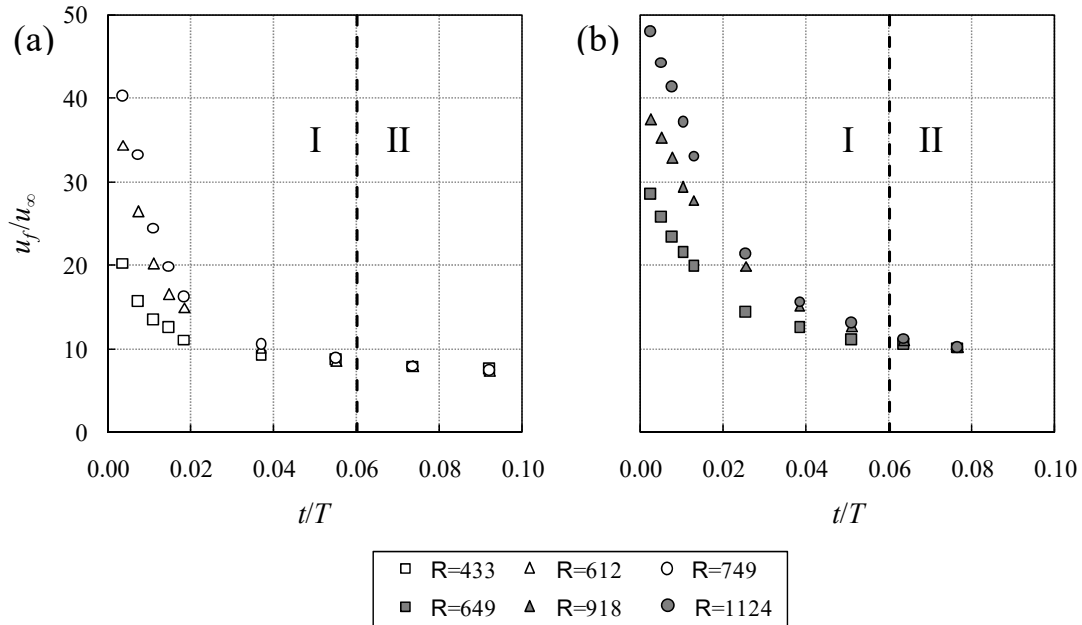 (a)
50
40
30
20
10
0
I
II
u_f/u_∞
0.00 0.02 0.04 0.06 0.08 0.10
t/T
(b)
I
II
0.00 0.02 0.04 0.06 0.08 0.10
t/T
R=433 R=612 R=749
R=649 R=918 R=1124